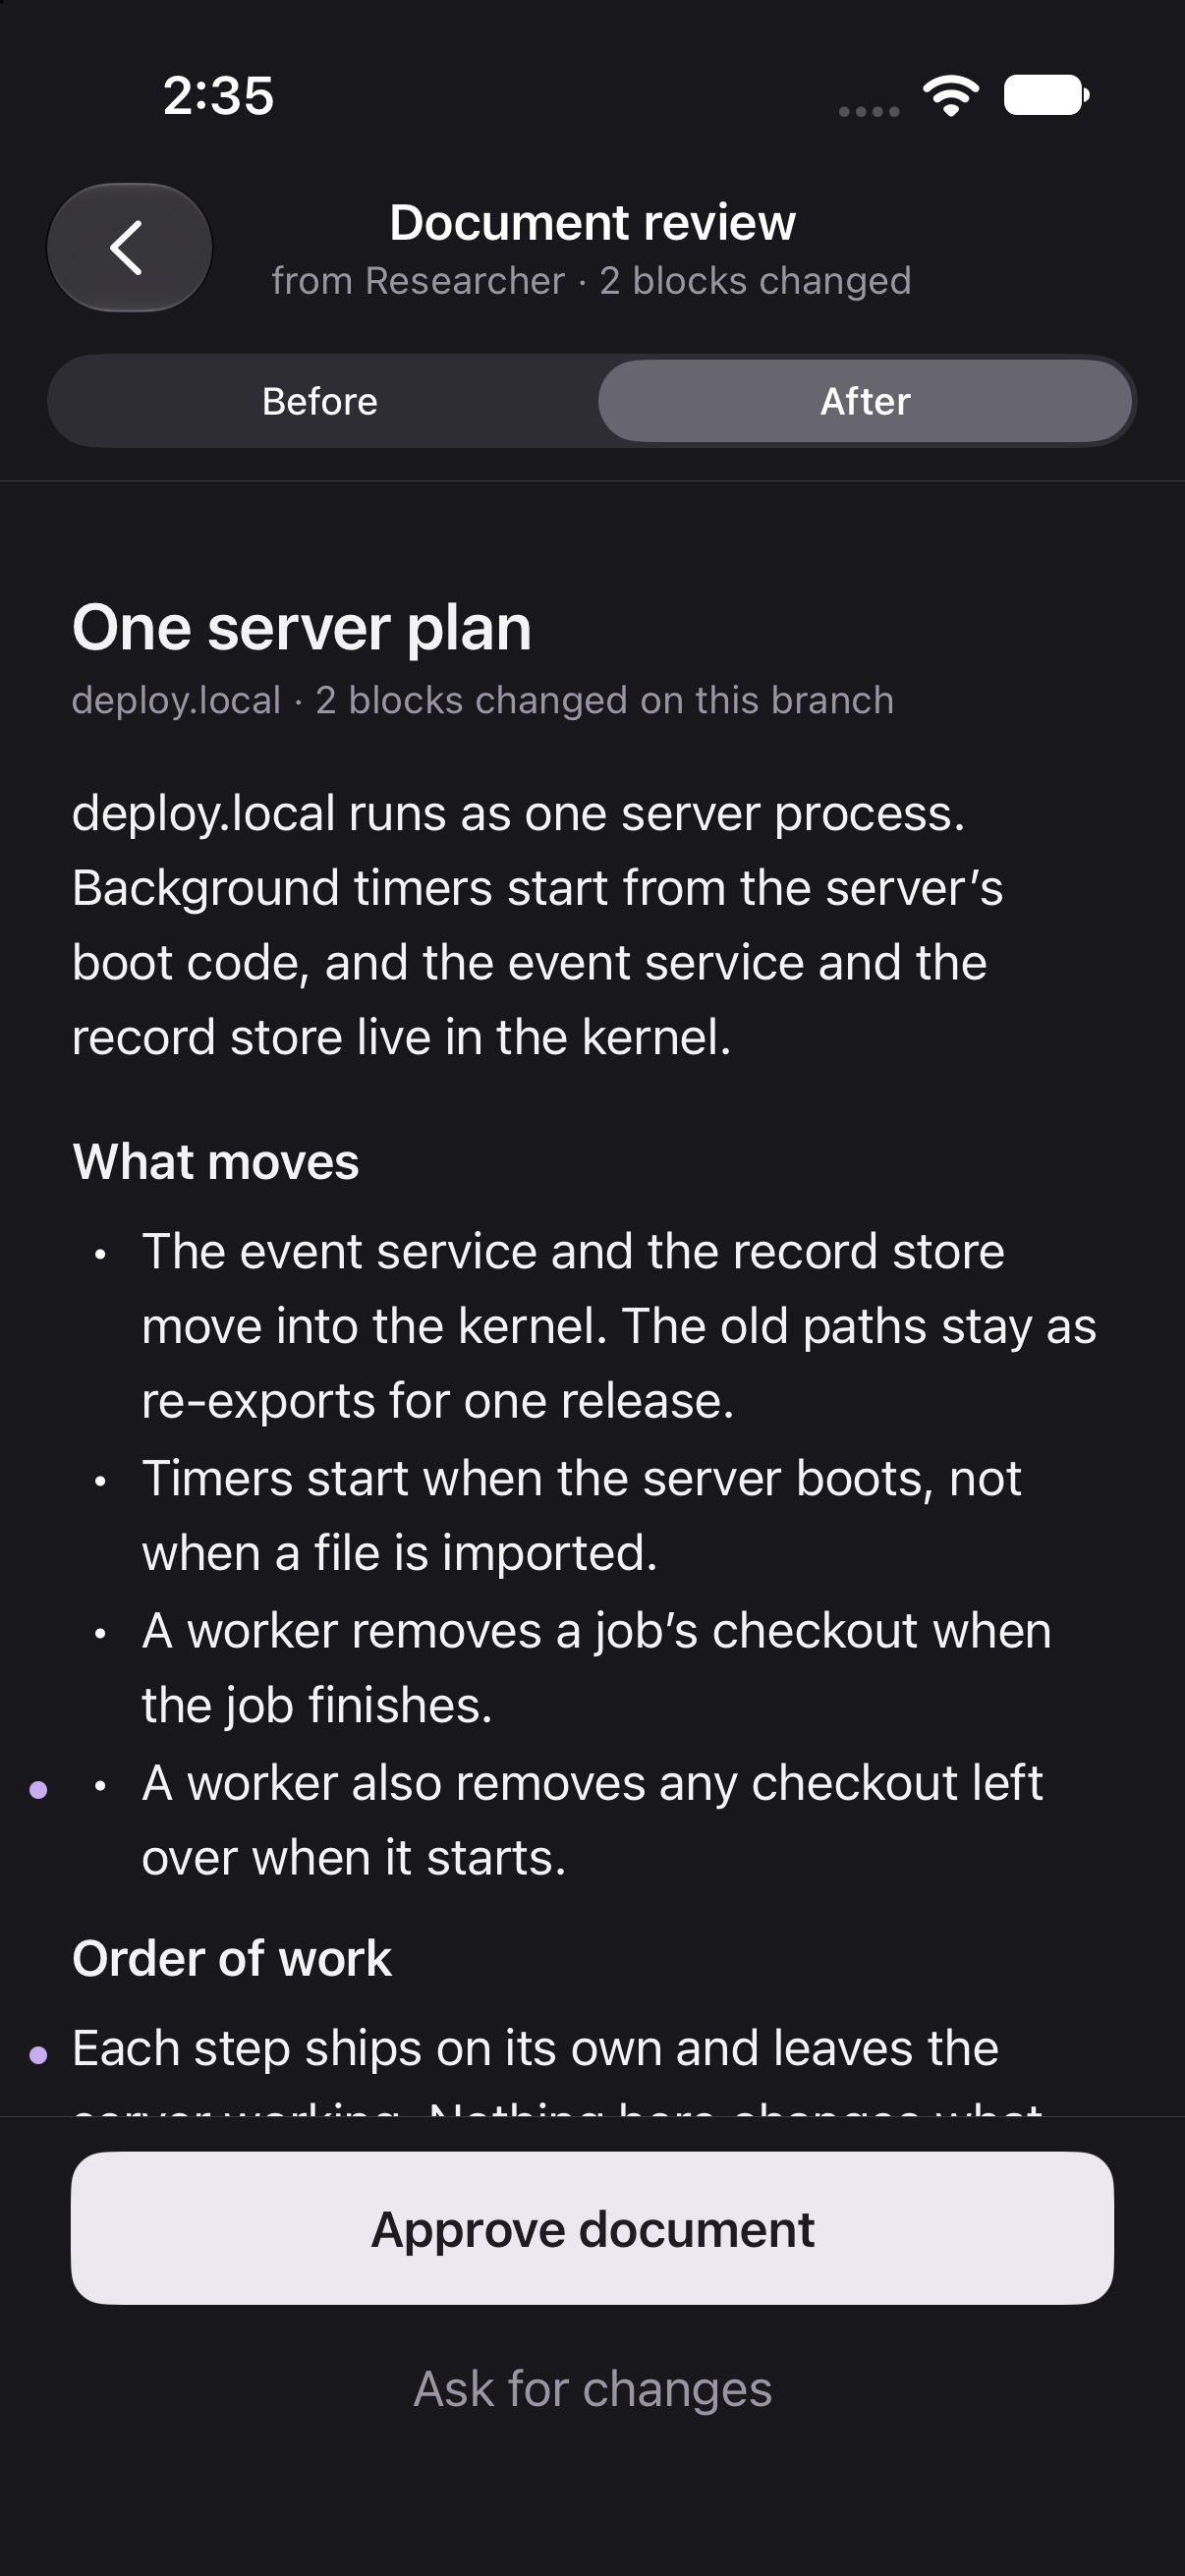 2:35
Document review
from Researcher · 2 blocks changed
Before
After
One server plan
deploy.local · 2 blocks changed on this branch
deploy.local runs as one server process.
Background timers start from the server’s
boot code, and the event service and the
record store live in the kernel.
What moves
• The event service and the record store
move into the kernel. The old paths stay as
re-exports for one release.
• Timers start when the server boots, not
when a file is imported.
• A worker removes a job’s checkout when
the job finishes.
• A worker also removes any checkout left
over when it starts.
Order of work
Each step ships on its own and leaves the
server working. Nothing here changes what
Approve document
Ask for changes